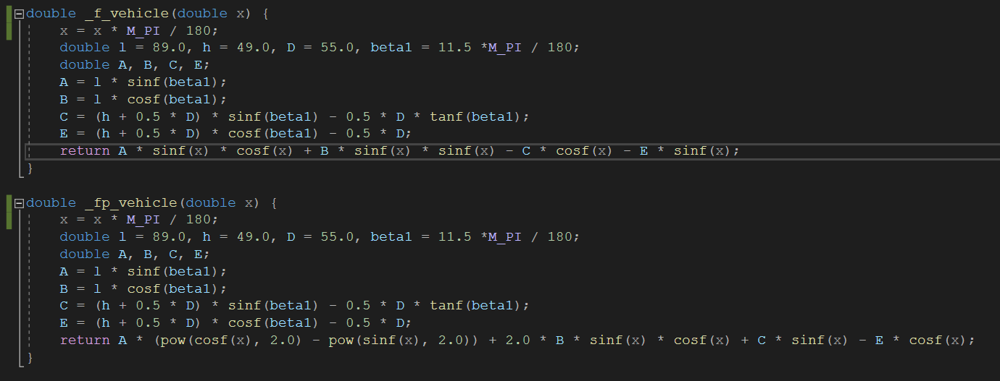 double _f_vehicle(double x) {
x = x * M_PI / 180;
double l = 89.0, h = 49.0, D = 55.0, beta1 = 11.5 *M_PI / 180;
double A, B, C, E;
A = l * sinf(beta1);
B = l * cosf(beta1);
C = (h + 0.5 * D) * sinf(beta1) - 0.5 * D * tanf(beta1);
E = (h + 0.5 * D) * cosf(beta1) - 0.5 * D;
return A * sinf(x) * cosf(x) + B * sinf(x) * sinf(x) - C * cosf(x) - E * sinf(x);
}
double _fp_vehicle(double x) {
x = x * M_PI / 180;
double l = 89.0, h = 49.0, D = 55.0, beta1 = 11.5 *M_PI / 180;
double A, B, C, E;
A = l * sinf(beta1);
B = l * cosf(beta1);
C = (h + 0.5 * D) * sinf(beta1) - 0.5 * D * tanf(beta1);
E = (h + 0.5 * D) * cosf(beta1) - 0.5 * D;
return A * (pow(cosf(x), 2.0) - pow(sinf(x), 2.0)) + 2.0 * B * sinf(x) * cosf(x) + C * sinf(x) - E * cosf(x);
}